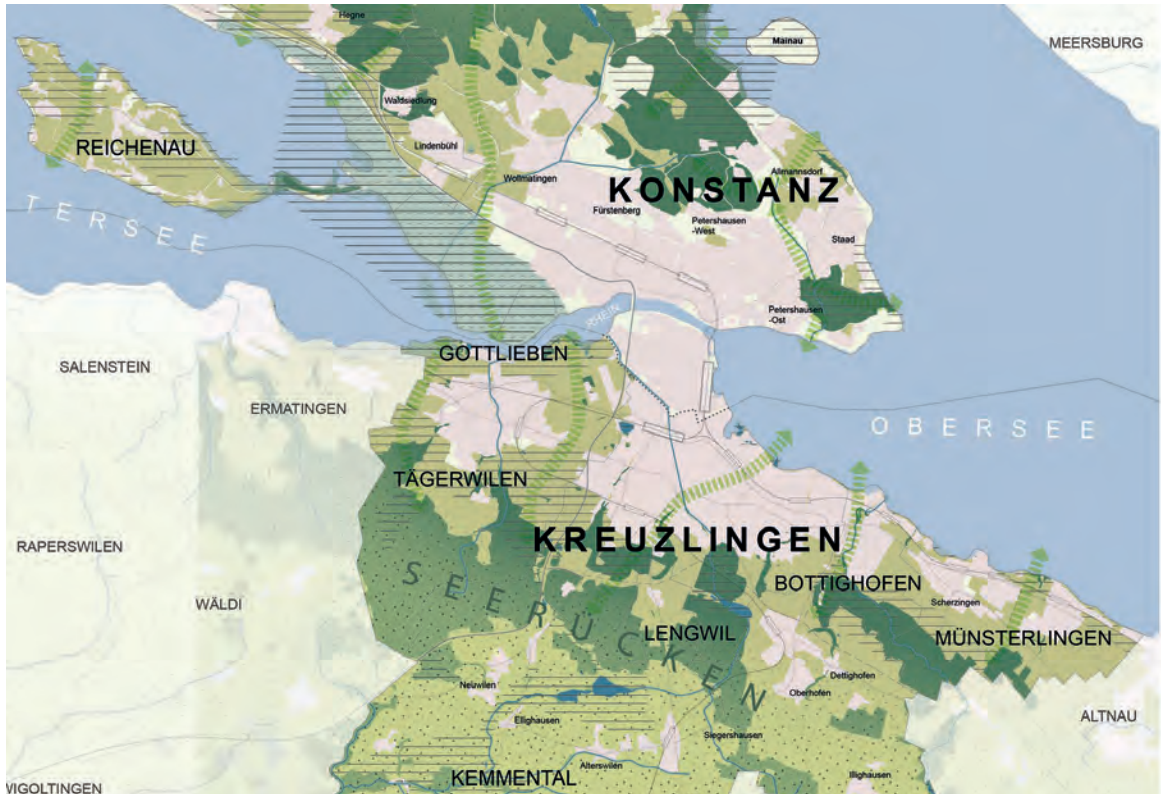 Hegne
Mainau
MEERSBURG
Waldsiedlung
REICHENAU
Lindenbühl
Wollmatingen
Allmannsdorf
KONSTANZ
Fürstenberg
Petershausen
-West
TERSEE
Staad
Petershausen
-Ost
RHEIN
GOTTLIEBEN
SALENSTEIN
ERMATINGEN
OBERSEE
TÄGERWILEN
KREUZLINGEN
RAPERSWILEN
SEERÜCKEN
BOTTIGHOFEN
WÄLDI
Scherzingen
LENGWIL
MÜNSTERLINGEN
Neuwilen
Dettighofen
Oberhofen
Ellighausen
ALTNAU
Siegershausen
Alterswilen
Illighausen
KEMMENTAL
WIGOLTINGEN